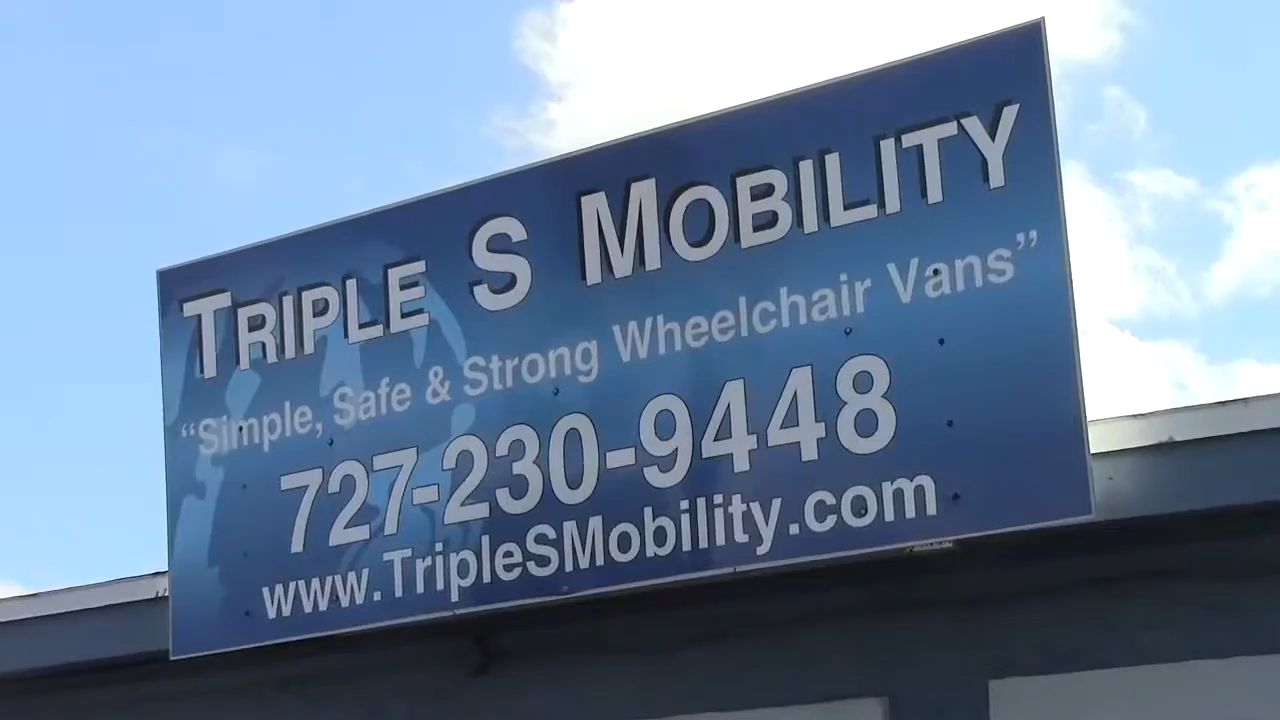 TRIPLE S MOBILITY
“Simple, Safe & Strong Wheelchair Vans”
727-230-9448
www.TripleSMobility.com